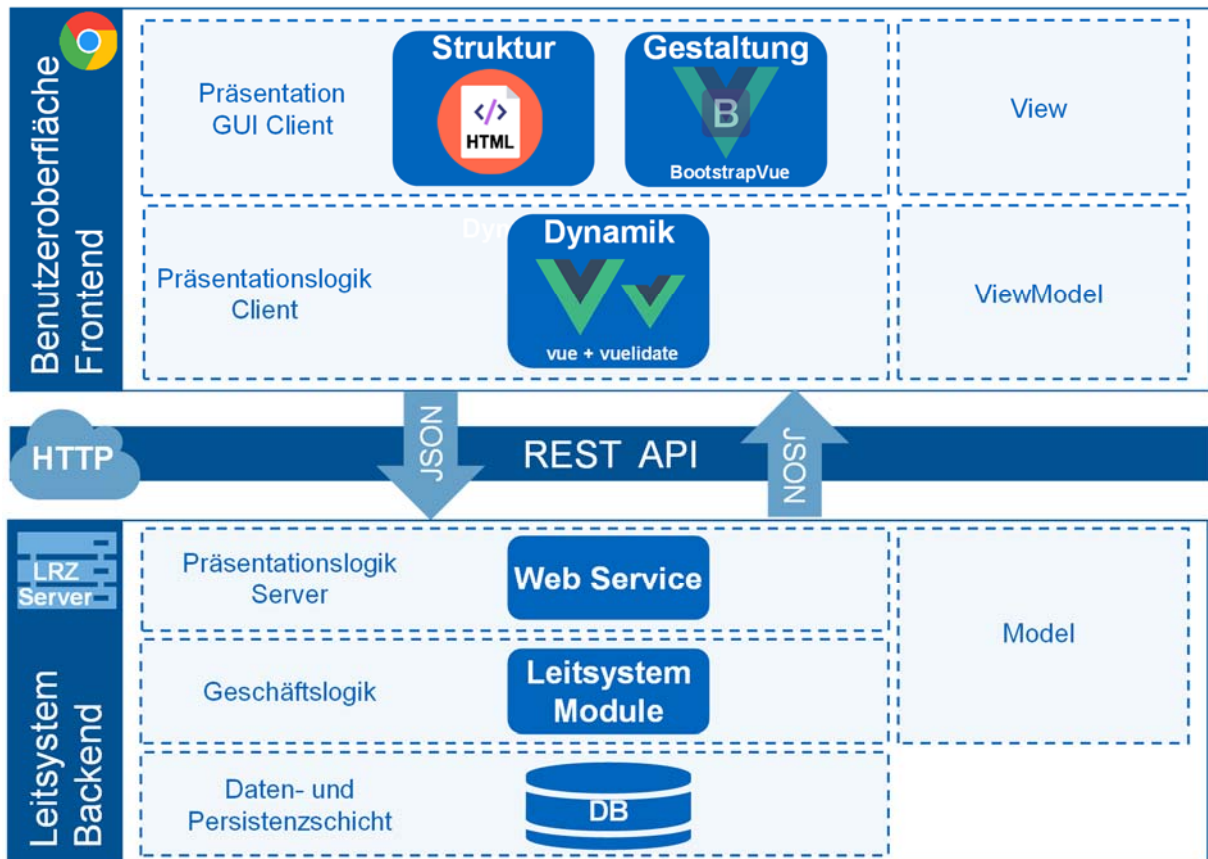 Benutzeroberfläche
Frontend
Präsentation
GUI Client
Struktur
</>
HTML
Gestaltung
B
BootstrapVue
View
Präsentationslogik
Client
Dyn
Dynamik
vue + vuelidate
ViewModel
HTTP
JSON
REST API
JSON
LRZ
Server
Leitsystem
Backend
Präsentationslogik
Server
Web Service
Model
Geschäftslogik
Leitsystem
Module
Daten- und
Persistenzschicht
DB